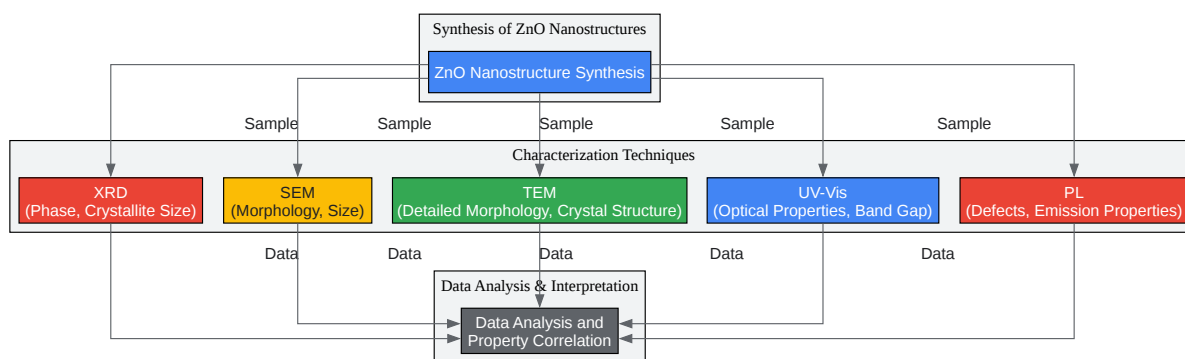 Synthesis of ZnO Nanostructures
ZnO Nanostructure Synthesis
Sample
Sample
Sample
Sample
Sample
Characterization Techniques
XRD
(Phase, Crystallite Size)
SEM
(Morphology, Size)
TEM
(Detailed Morphology, Crystal Structure)
UV-Vis
(Optical Properties, Band Gap)
PL
(Defects, Emission Properties)
Data
Data
Data
Data
Data
Data Analysis & Interpretation
Data Analysis and
Property Correlation